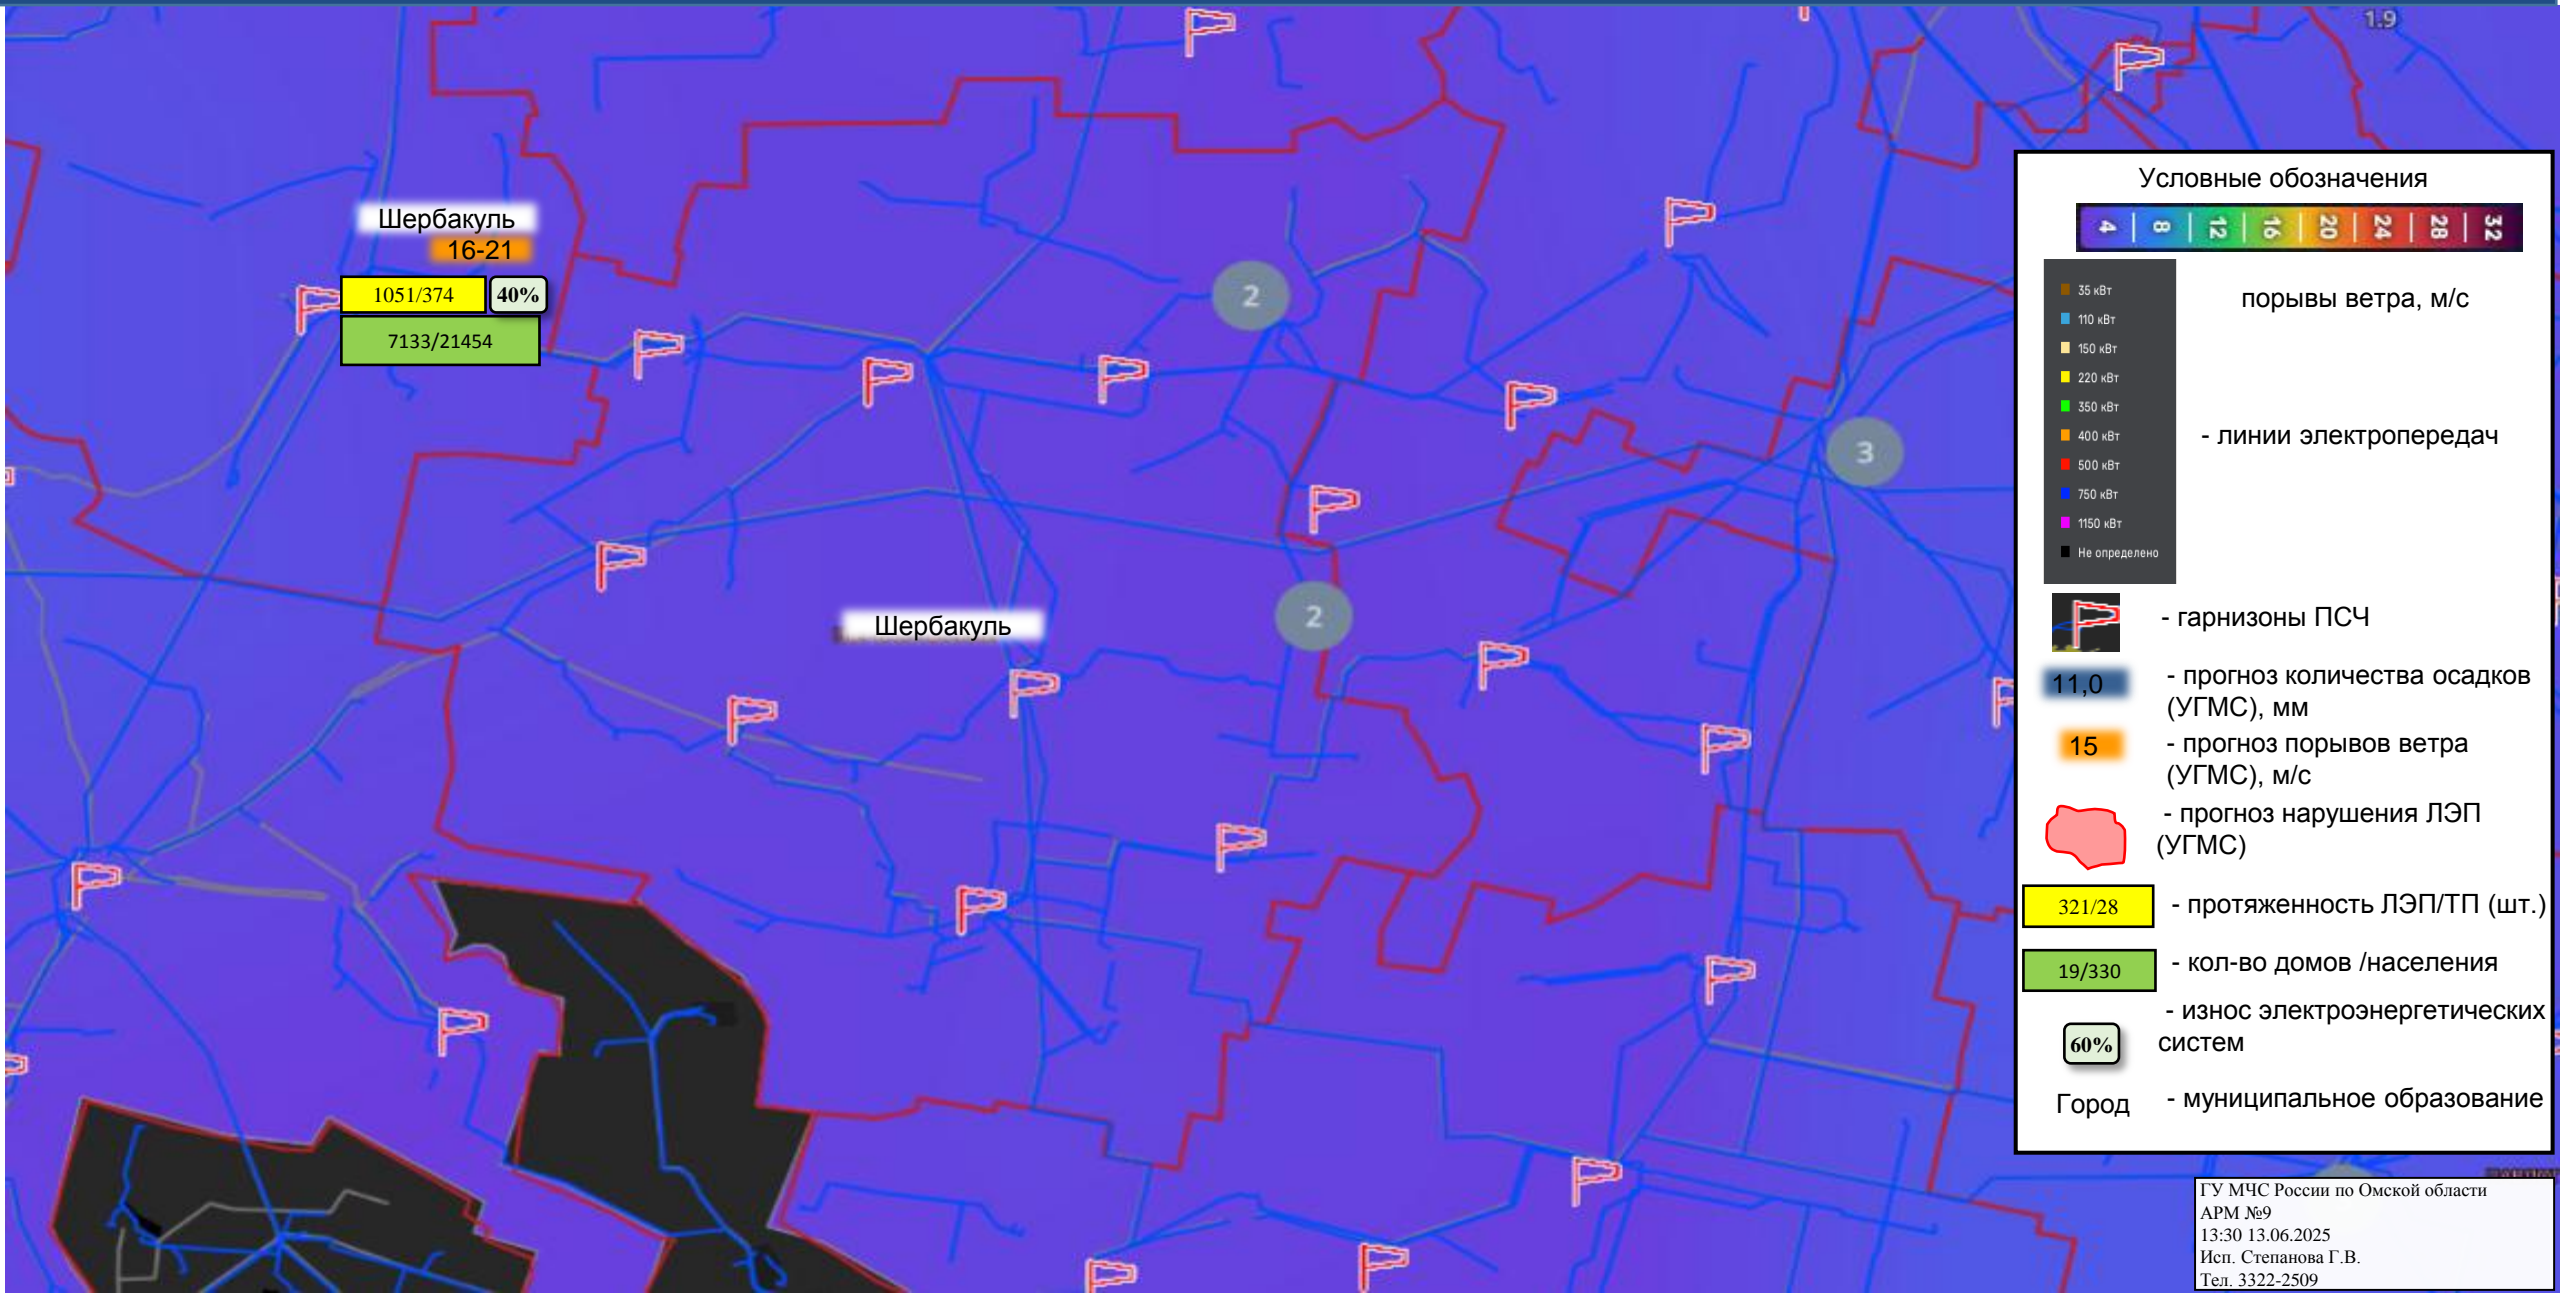 1.9
Шербакуль
16-21
1051/374
40%
7133/21454
2
3
2
Шербакуль
Условные обозначения
4 8 12 16 20 24 28 32
порывы ветра, м/с
35 кВт
110 кВт
150 кВт
220 кВт
350 кВт
400 кВт
500 кВт
750 кВт
1150 кВт
Не определено
- линии электропередач
- гарнизоны ПСЧ
11,0
- прогноз количества осадков
(УГМС), мм
15
- прогноз порывов ветра
(УГМС), м/с
- прогноз нарушения ЛЭП
(УГМС)
321/28
- протяженность ЛЭП/ТП (шт.)
19/330
- кол-во домов /населения
60%
- износ электроэнергетических
систем
Город
- муниципальное образование
ГУ МЧС России по Омской области
АРМ №9
13:30 13.06.2025
Исп. Степанова Г.В.
Тел. 3322-2509